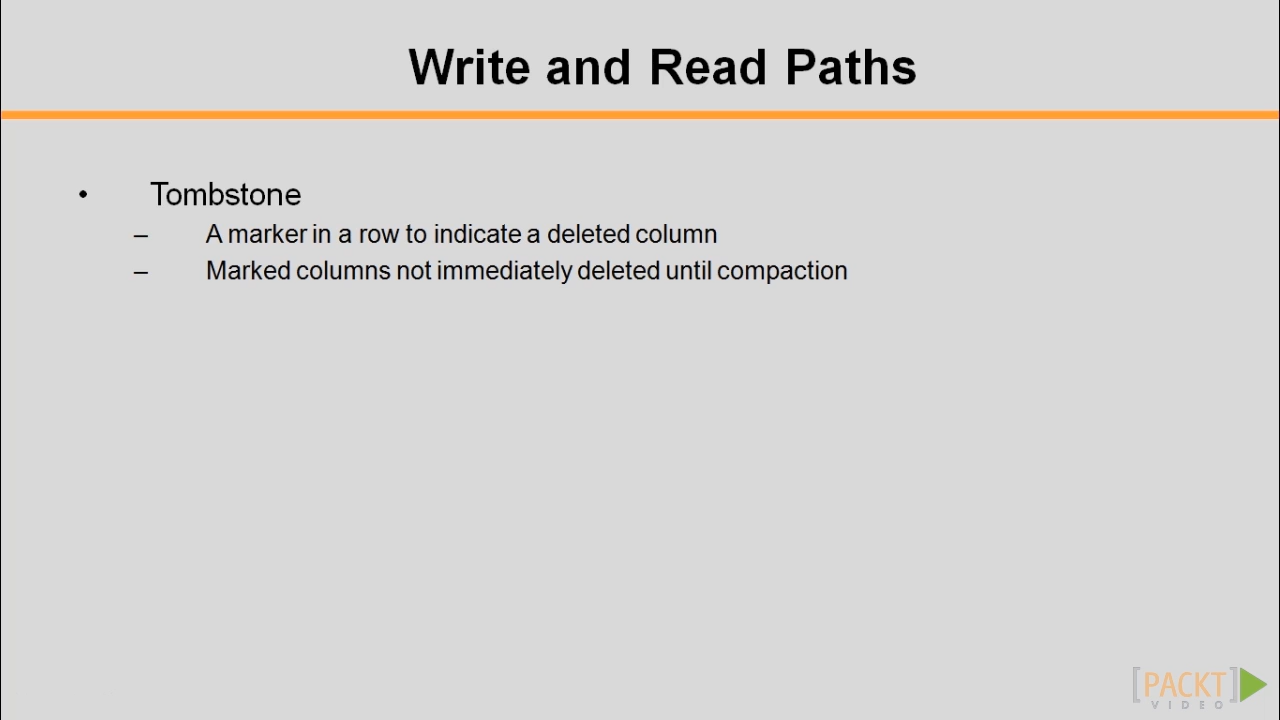 Write and Read Paths
• Tombstone
– A marker in a row to indicate a deleted column
– Marked columns not immediately deleted until compaction
[PACKT]
VIDEO